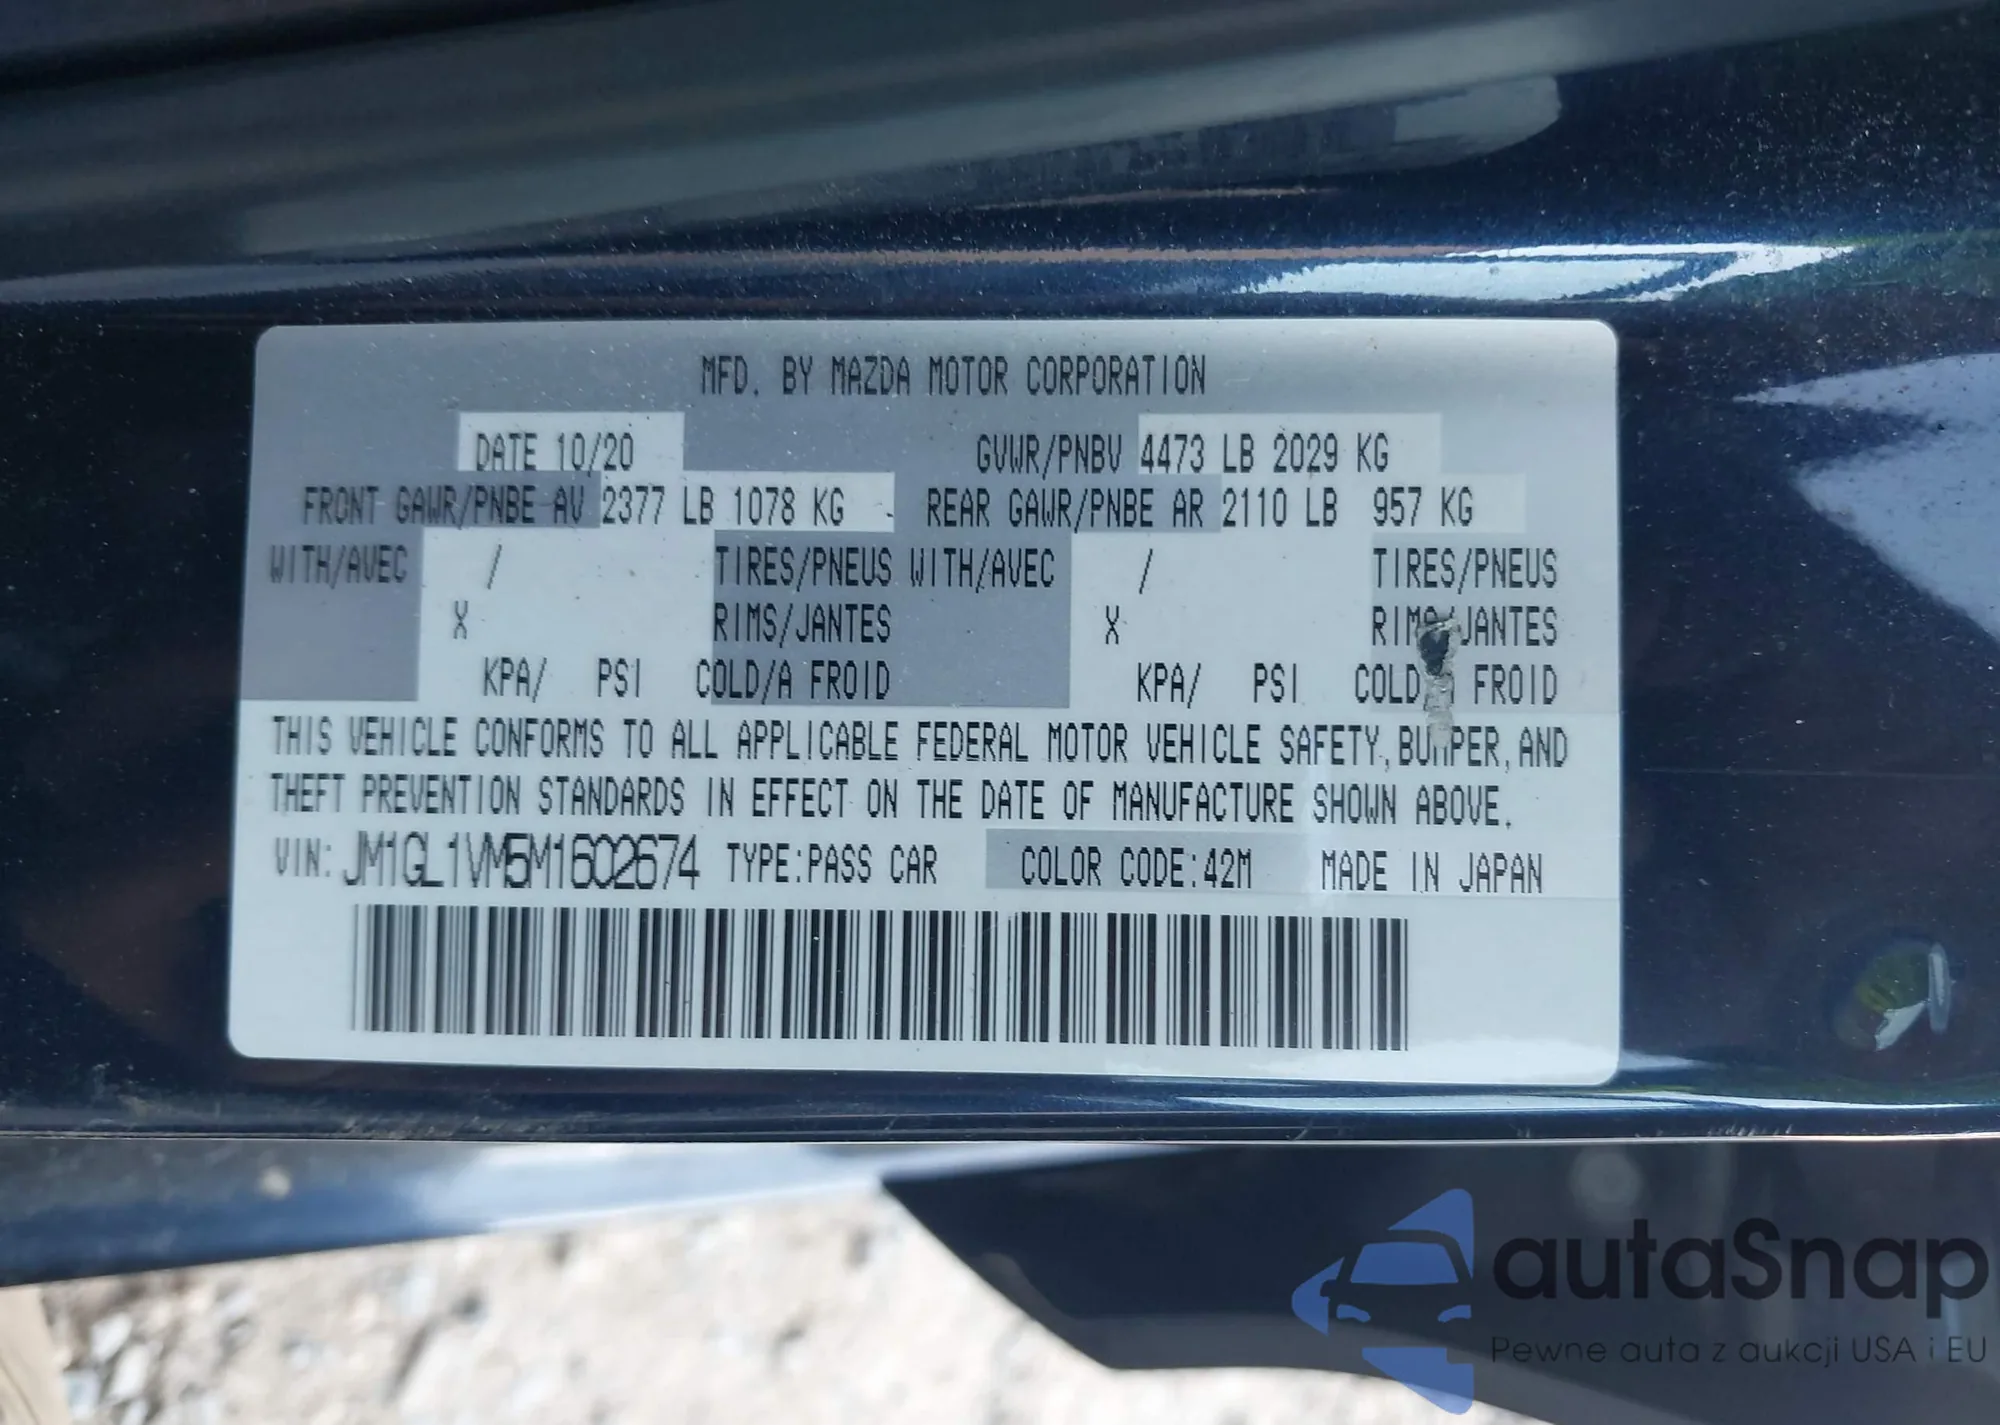 MFD. BY MAZDA MOTOR CORPORATION
DATE 10/20 GVWR/PNBV 4473 LB 2029 KG
FRONT GAWR/PNBE AV 2377 LB 1078 KG REAR GAWR/PNBE AR 2110 LB 957 KG
WITH/AVEC / TIRES/PNEUS WITH/AVEC / TIRES/PNEUS
X RIMS/JANTES X RIMS/JANTES
KPA/ PSI COLD/A FROID KPA/ PSI COLD FROID
THIS VEHICLE CONFORMS TO ALL APPLICABLE FEDERAL MOTOR VEHICLE SAFETY, BUMPER, AND
THEFT PREVENTION STANDARDS IN EFFECT ON THE DATE OF MANUFACTURE SHOWN ABOVE.
VIN: JM1GL1VM5M1602674 TYPE:PASS CAR COLOR CODE:42M MADE IN JAPAN
autaSnap
Pewne auta z aukcji USA i EU